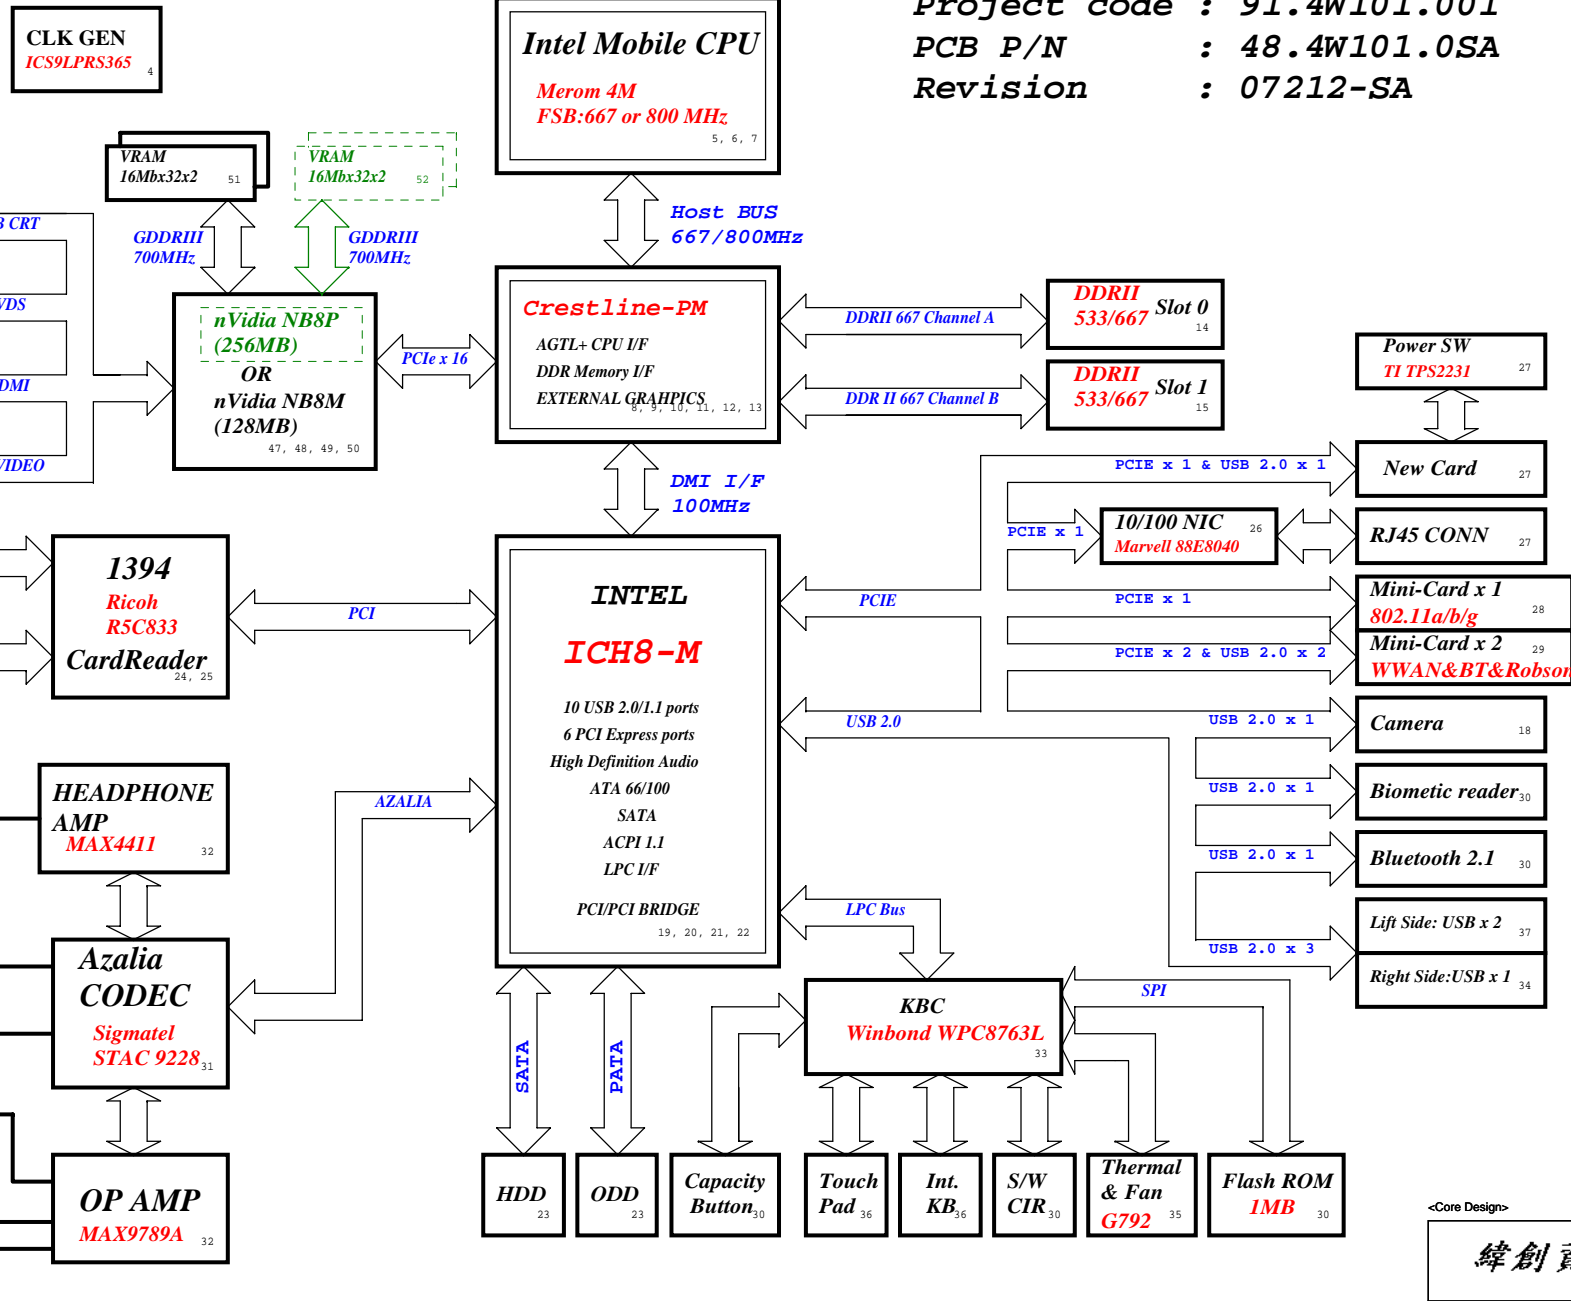 Project code : 91.4W101.001
PCB P/N : 48.4W101.0SA
Revision : 07212-SA
CLK GEN
ICS9LPRS365
4
Intel Mobile CPU
Merom 4M
FSB:667 or 800 MHz
5, 6, 7
VRAM
16Mbx32x2
51
VRAM
16Mbx32x2
52
GDDRIII
700MHz
GDDRIII
700MHz
Host BUS
667/800MHz
CRT
VIDEO
nVidia NB8P
(256MB)
OR
nVidia NB8M
(128MB)
47, 48, 49, 50
PCIe x 16
Crestline-PM
AGTL+ CPU I/F
DDR Memory I/F
EXTERNAL GRAHPICS
8, 9, 10, 11, 12, 13
DDRII 667 Channel A
DDRII
533/667
Slot 0
14
DDR II 667 Channel B
DDRII
533/667
Slot 1
15
DMI I/F
100MHz
Power SW
TI TPS2231
27
PCIE x 1 & USB 2.0 x 1
New Card
27
PCIE x 1
10/100 NIC
Marvell 88E8040
26
RJ45 CONN
27
PCIE x 1
Mini-Card x 1
802.11a/b/g
28
PCIE x 2 & USB 2.0 x 2
Mini-Card x 2
WWAN&BT&Robson
29
1394
Ricoh
R5C833
CardReader
24, 25
PCI
INTEL
ICH8-M
10 USB 2.0/1.1 ports
6 PCI Express ports
High Definition Audio
ATA 66/100
SATA
ACPI 1.1
LPC I/F
PCI/PCI BRIDGE
19, 20, 21, 22
PCIE
USB 2.0
USB 2.0 x 1
Camera
18
USB 2.0 x 1
Biometic reader
30
USB 2.0 x 1
Bluetooth 2.1
30
USB 2.0 x 3
Lift Side: USB x 2
37
Right Side:USB x 1
34
HEADPHONE
AMP
MAX4411
32
AZALIA
Azalia
CODEC
Sigmatel
STAC 9228
31
OP AMP
MAX9789A
32
LPC Bus
KBC
Winbond WPC8763L
33
SPI
SATA
PATA
HDD
23
ODD
23
Capacity
Button
30
Touch
Pad
36
Int.
KB
36
S/W
CIR
30
Thermal
& Fan
G792
35
Flash ROM
1MB
30
<Core Design>
緯創